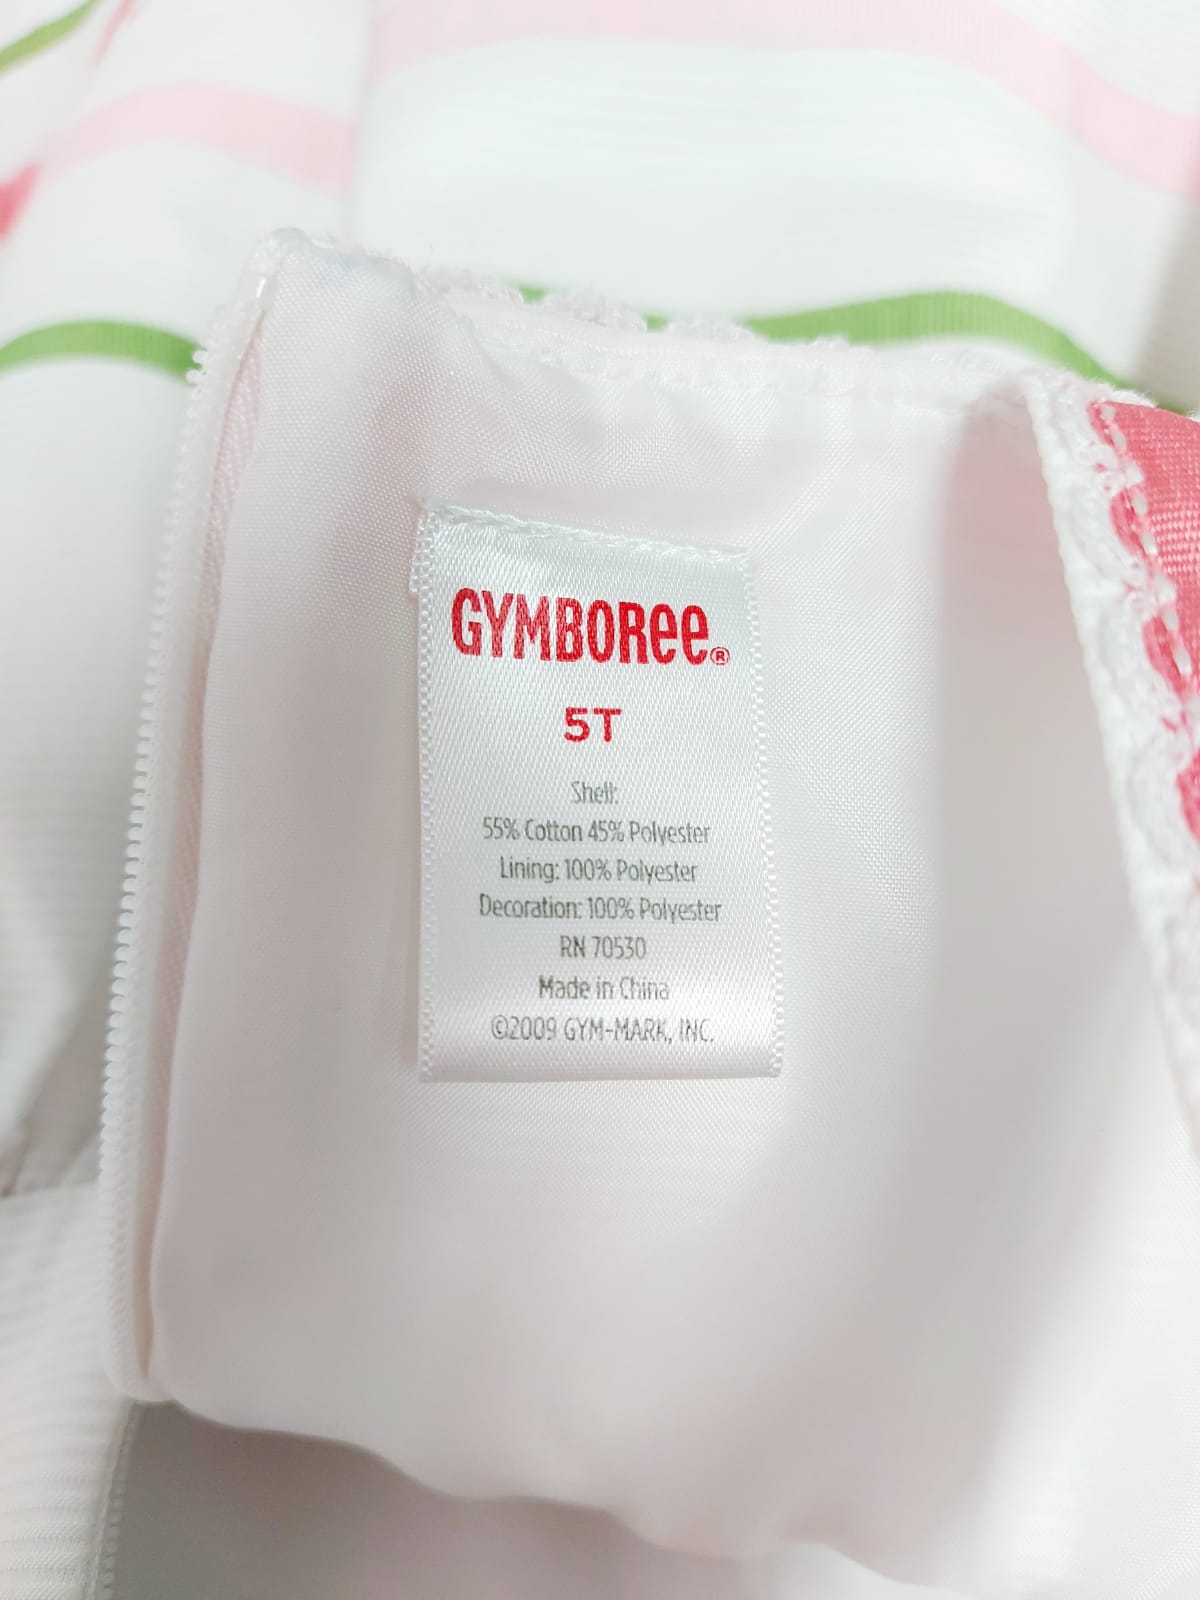 GYMBOREE®
5T
Shell:
55% Cotton 45% Polyester
Lining: 100% Polyester
Decoration: 100% Polyester
RN 70530
Made in China
©2009 GYM-MARK, INC.